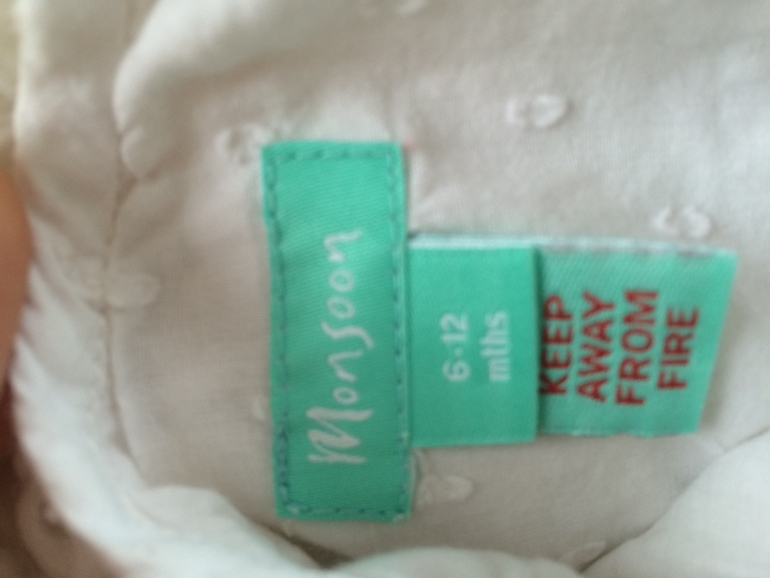 Monsoon
6-12
mths
KEEP
AWAY
FROM
FIRE